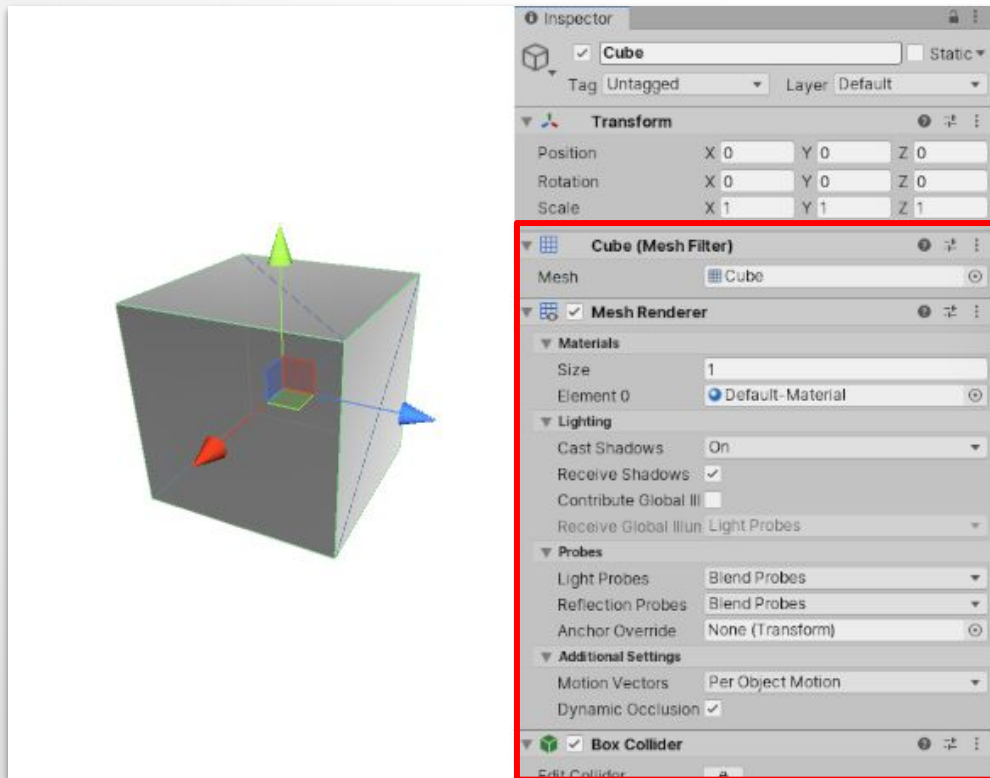 Inspector
Cube Static
Tag Untagged Layer Default
Transform
Position X 0 Y 0 Z 0
Rotation X 0 Y 0 Z 0
Scale X 1 Y 1 Z 1
Cube (Mesh Filter)
Mesh Cube
Mesh Renderer
Materials
Size 1
Element 0 Default-Material
Lighting
Cast Shadows On
Receive Shadows
Contribute Global Ill
Receive Global Illun Light Probes
Probes
Light Probes Blend Probes
Reflection Probes Blend Probes
Anchor Override None (Transform)
Additional Settings
Motion Vectors Per Object Motion
Dynamic Occlusion
Box Collider
Edit Collider